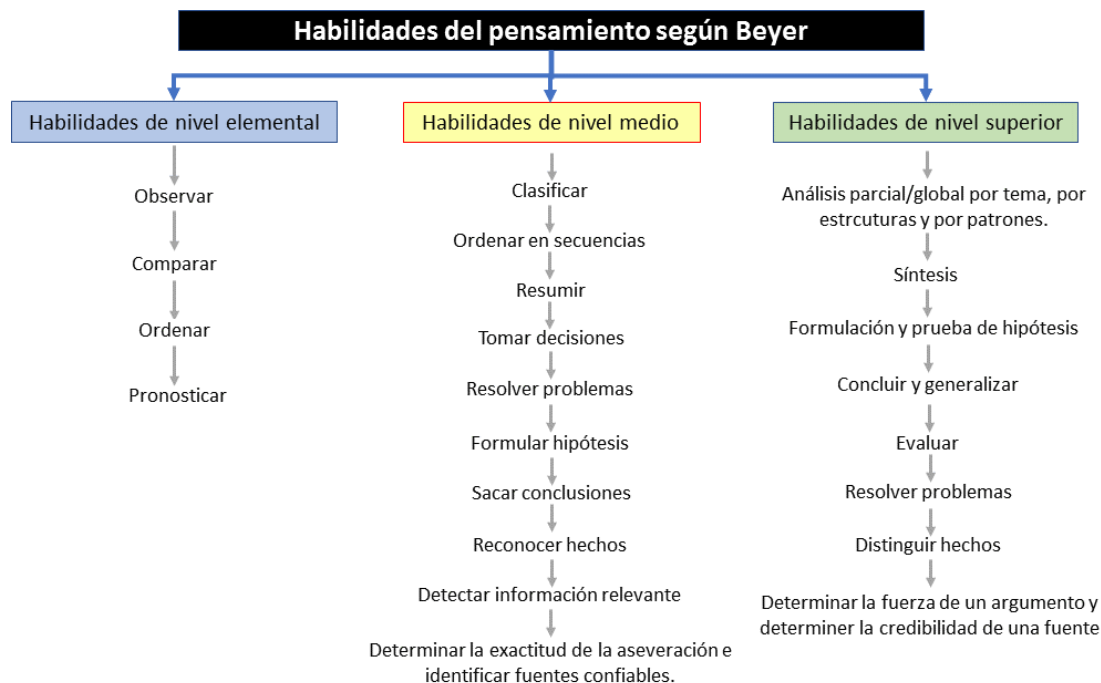 Habilidades del pensamiento según Beyer
Habilidades de nivel elemental
Observar
Comparar
Ordenar
Pronosticar
Habilidades de nivel medio
Clasificar
Ordenar en secuencias
Resumir
Tomar decisiones
Resolver problemas
Formular hipótesis
Sacar conclusiones
Reconocer hechos
Detectar información relevante
Determinar la exactitud de la aseveración e
identificar fuentes confiables.
Habilidades de nivel superior
Análisis parcial/global por tema, por
estrcuturas y por patrones.
Síntesis
Formulación y prueba de hipótesis
Concluir y generalizar
Evaluar
Resolver problemas
Distinguir hechos
Determinar la fuerza de un argumento y
determiner la credibilidad de una fuente